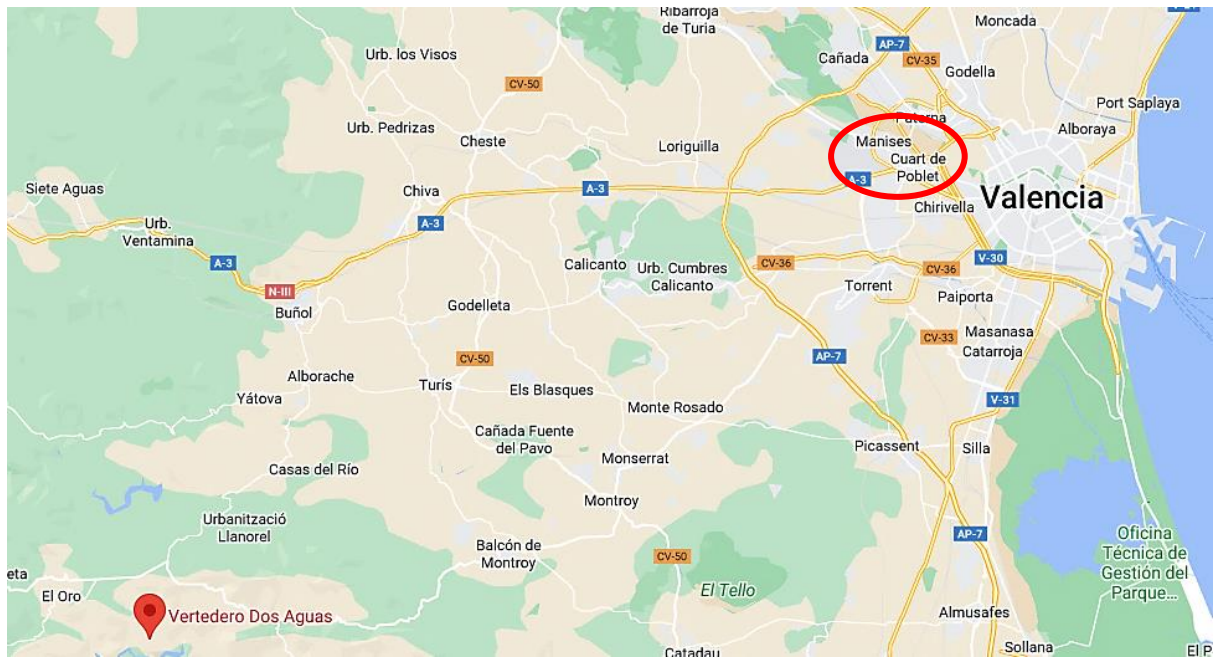 Ribarroja
de Turia
Moncada
Urb. los Visos
Cañada
AP-7
CV-35
Godella
CV-50
Port Saplaya
Urb. Pedrizas
Cheste
Loriguilla
Paterna
Alboraya
Manises
Cuart de
Poblet
Siete Aguas
Chiva
A-3
A-3
Valencia
Chirivella
Urb.
Ventamina
A-3
A-3
N-III
Buñol
Calicanto
Urb. Cumbres
Calicanto
CV-36
CV-36
V-30
Torrent
Paiporta
Godelleta
CV-33
Masanasa
Catarroja
CV-50
AP-7
Alborache
Yátova
Turís
Els Blasques
Monte Rosado
V-31
Cañada Fuente
del Pavo
Monserrat
Picassent
Silla
Casas del Río
Montroy
Urbanització
Llanorel
Balcón de
Montroy
CV-50
AP-7
Oficina
Técnica de
Gestión del
Parque...
eta
El Oro
El Tello
Vertedero Dos Aguas
Almusafes
Sollana
Catadau
El P